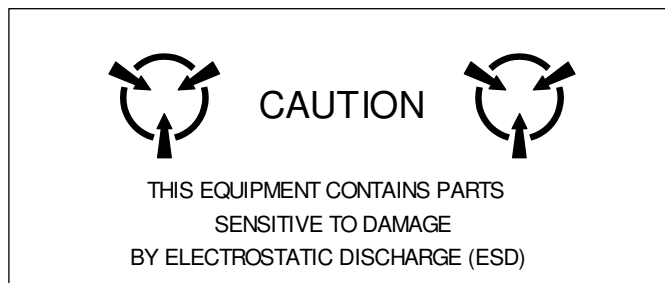 CAUTION
THIS EQUIPMENT CONTAINS PARTS
SENSITIVE TO DAMAGE
BY ELECTROSTATIC DISCHARGE (ESD)